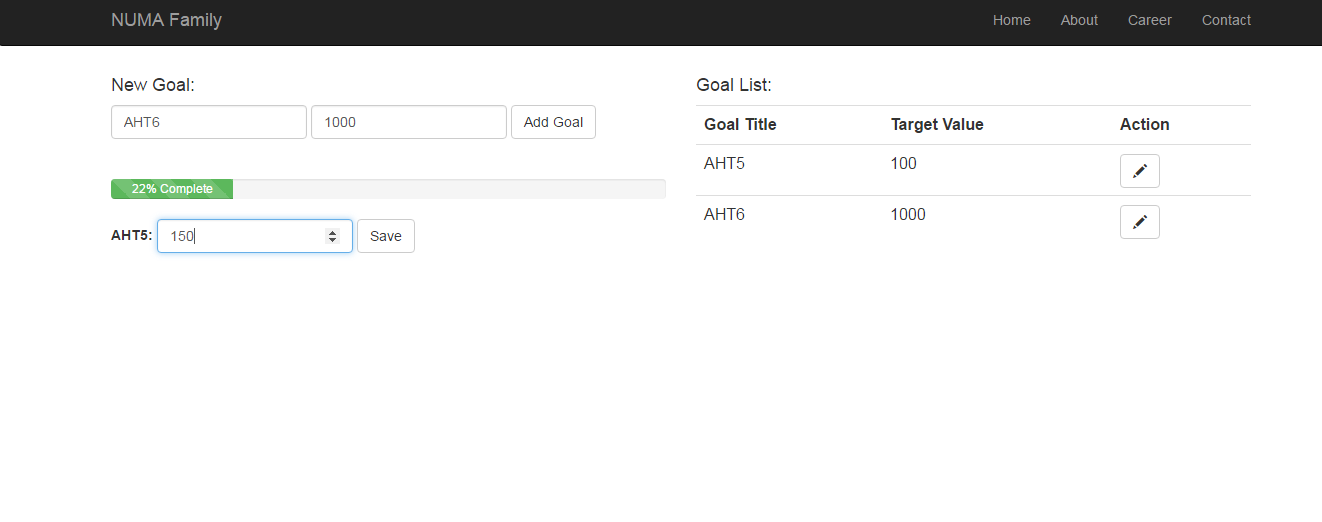 NUMA Family Home About Career Contact
New Goal:
AHT6 1000 Add Goal
22% Complete
AHT5: 150 Save
Goal List:
Goal Title Target Value Action
AHT5 100
AHT6 1000